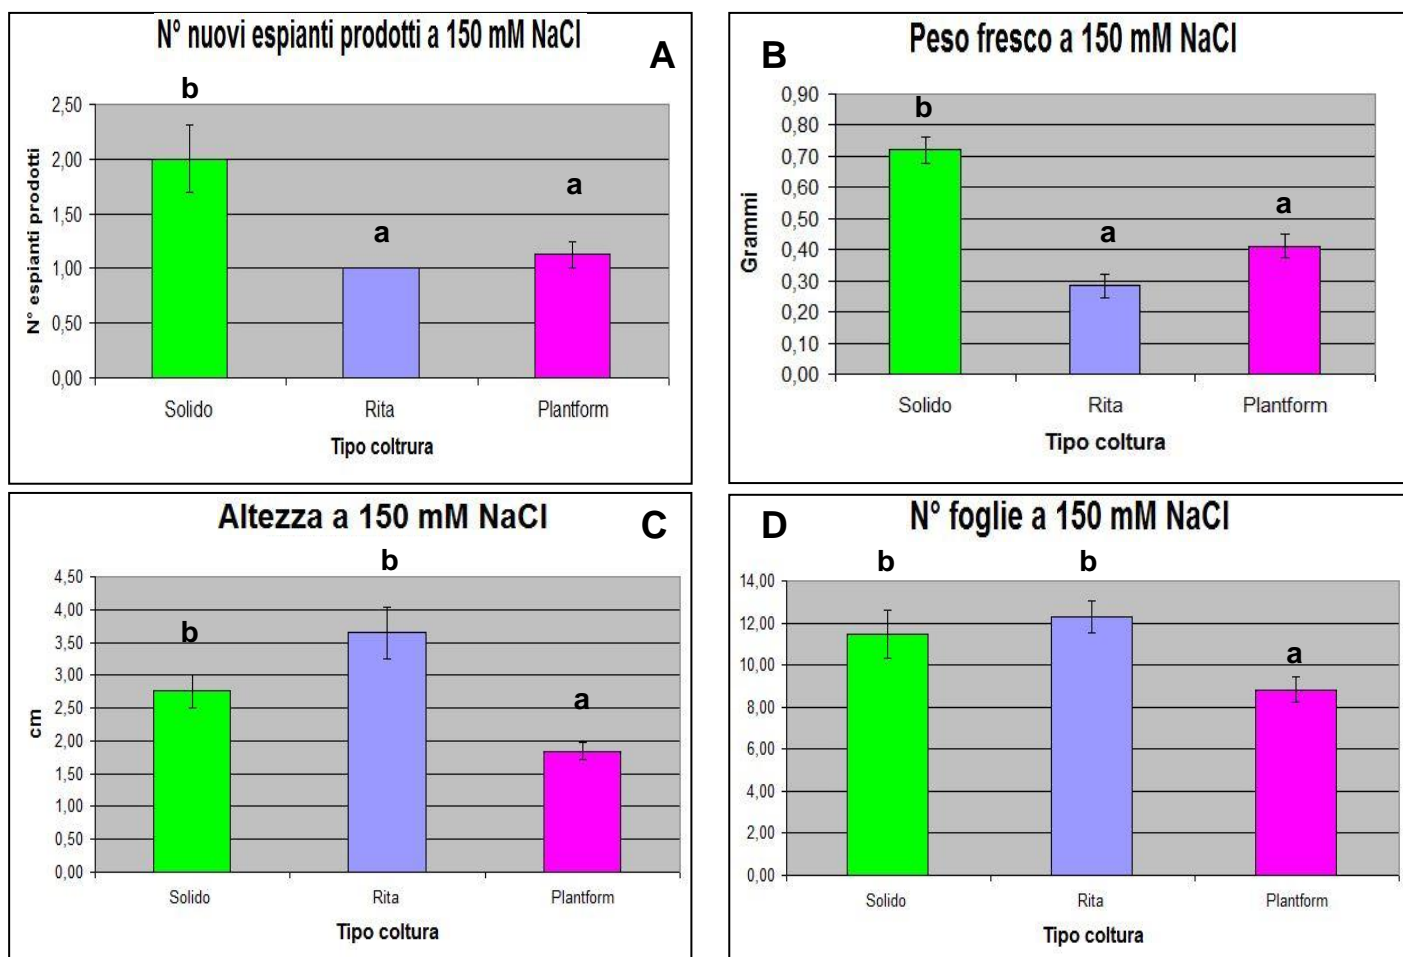 N° nuovi espianti prodotti a 150 mM NaCl
A
b
a
a
N° espianti prodotti
2,50
2,00
1,50
1,00
0,50
0,00
Solido Rita Plantform
Tipo coltrura
Peso fresco a 150 mM NaCl
B
b
a
a
Grammi
0,90
0,80
0,70
0,60
0,50
0,40
0,30
0,20
0,10
0,00
Solido Rita Plantform
Tipo coltura
Altezza a 150 mM NaCl
C
b
b
a
cm
4,50
4,00
3,50
3,00
2,50
2,00
1,50
1,00
0,50
0,00
Solido Rita Plantform
Tipo coltura
N° foglie a 150 mM NaCl
D
b
b
a
14,00
12,00
10,00
8,00
6,00
4,00
2,00
0,00
Solido Rita Plantform
Tipo coltura